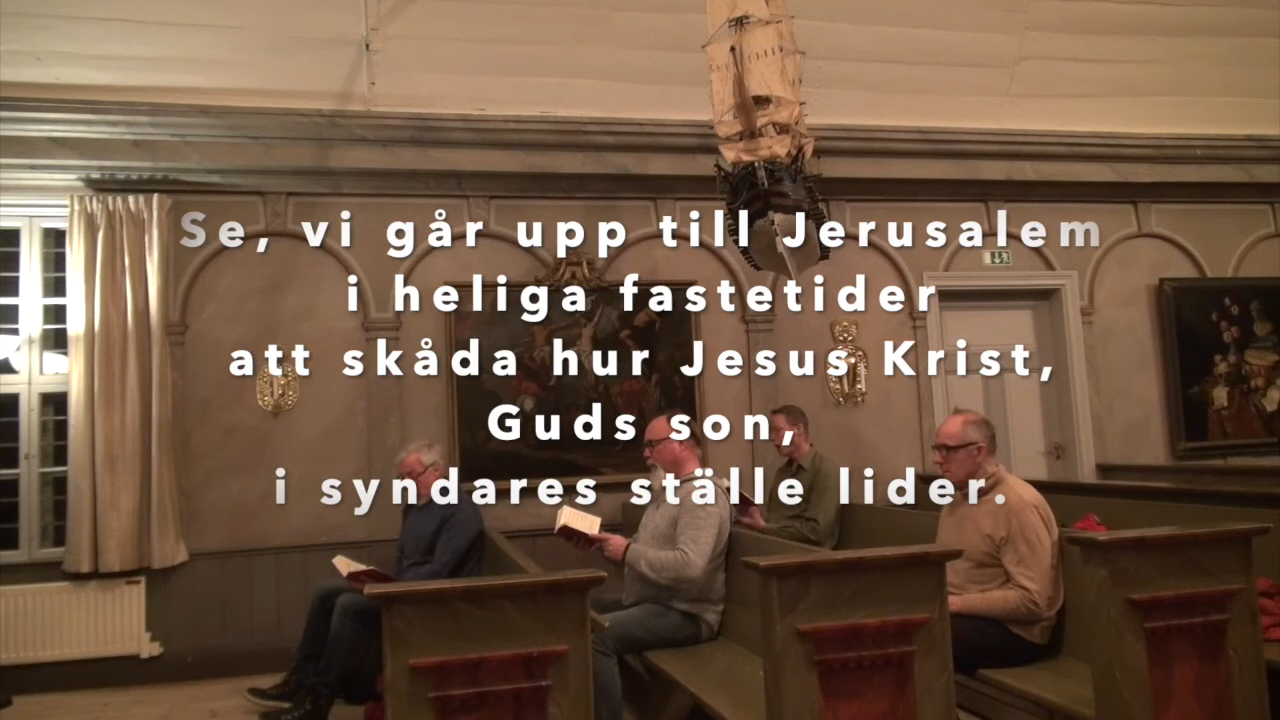 Se, vi går upp till Jerusalem
i heliga fastetider
att skåda hur Jesus Krist,
Guds son,
i syndares ställe lider.